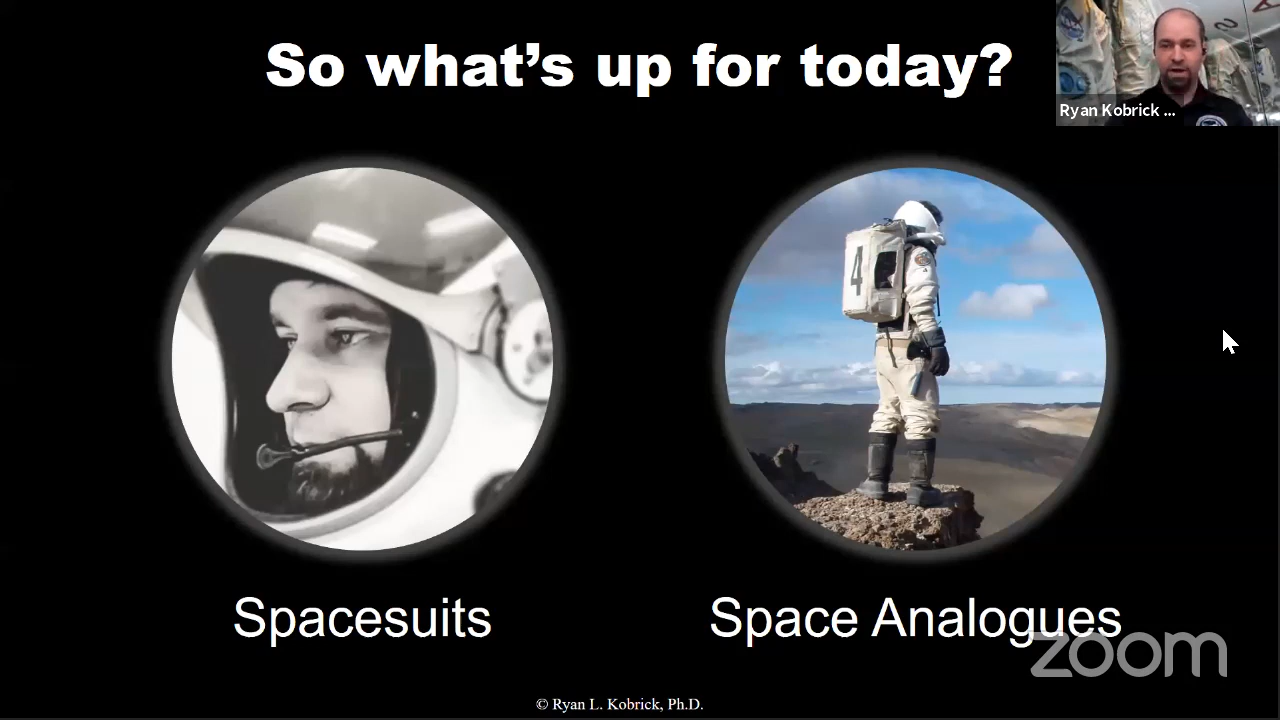 So what's up for today?
Ryan Kobrick ...
4
Spacesuits
Space Analogues
zoom
© Ryan L. Kobrick, Ph.D.